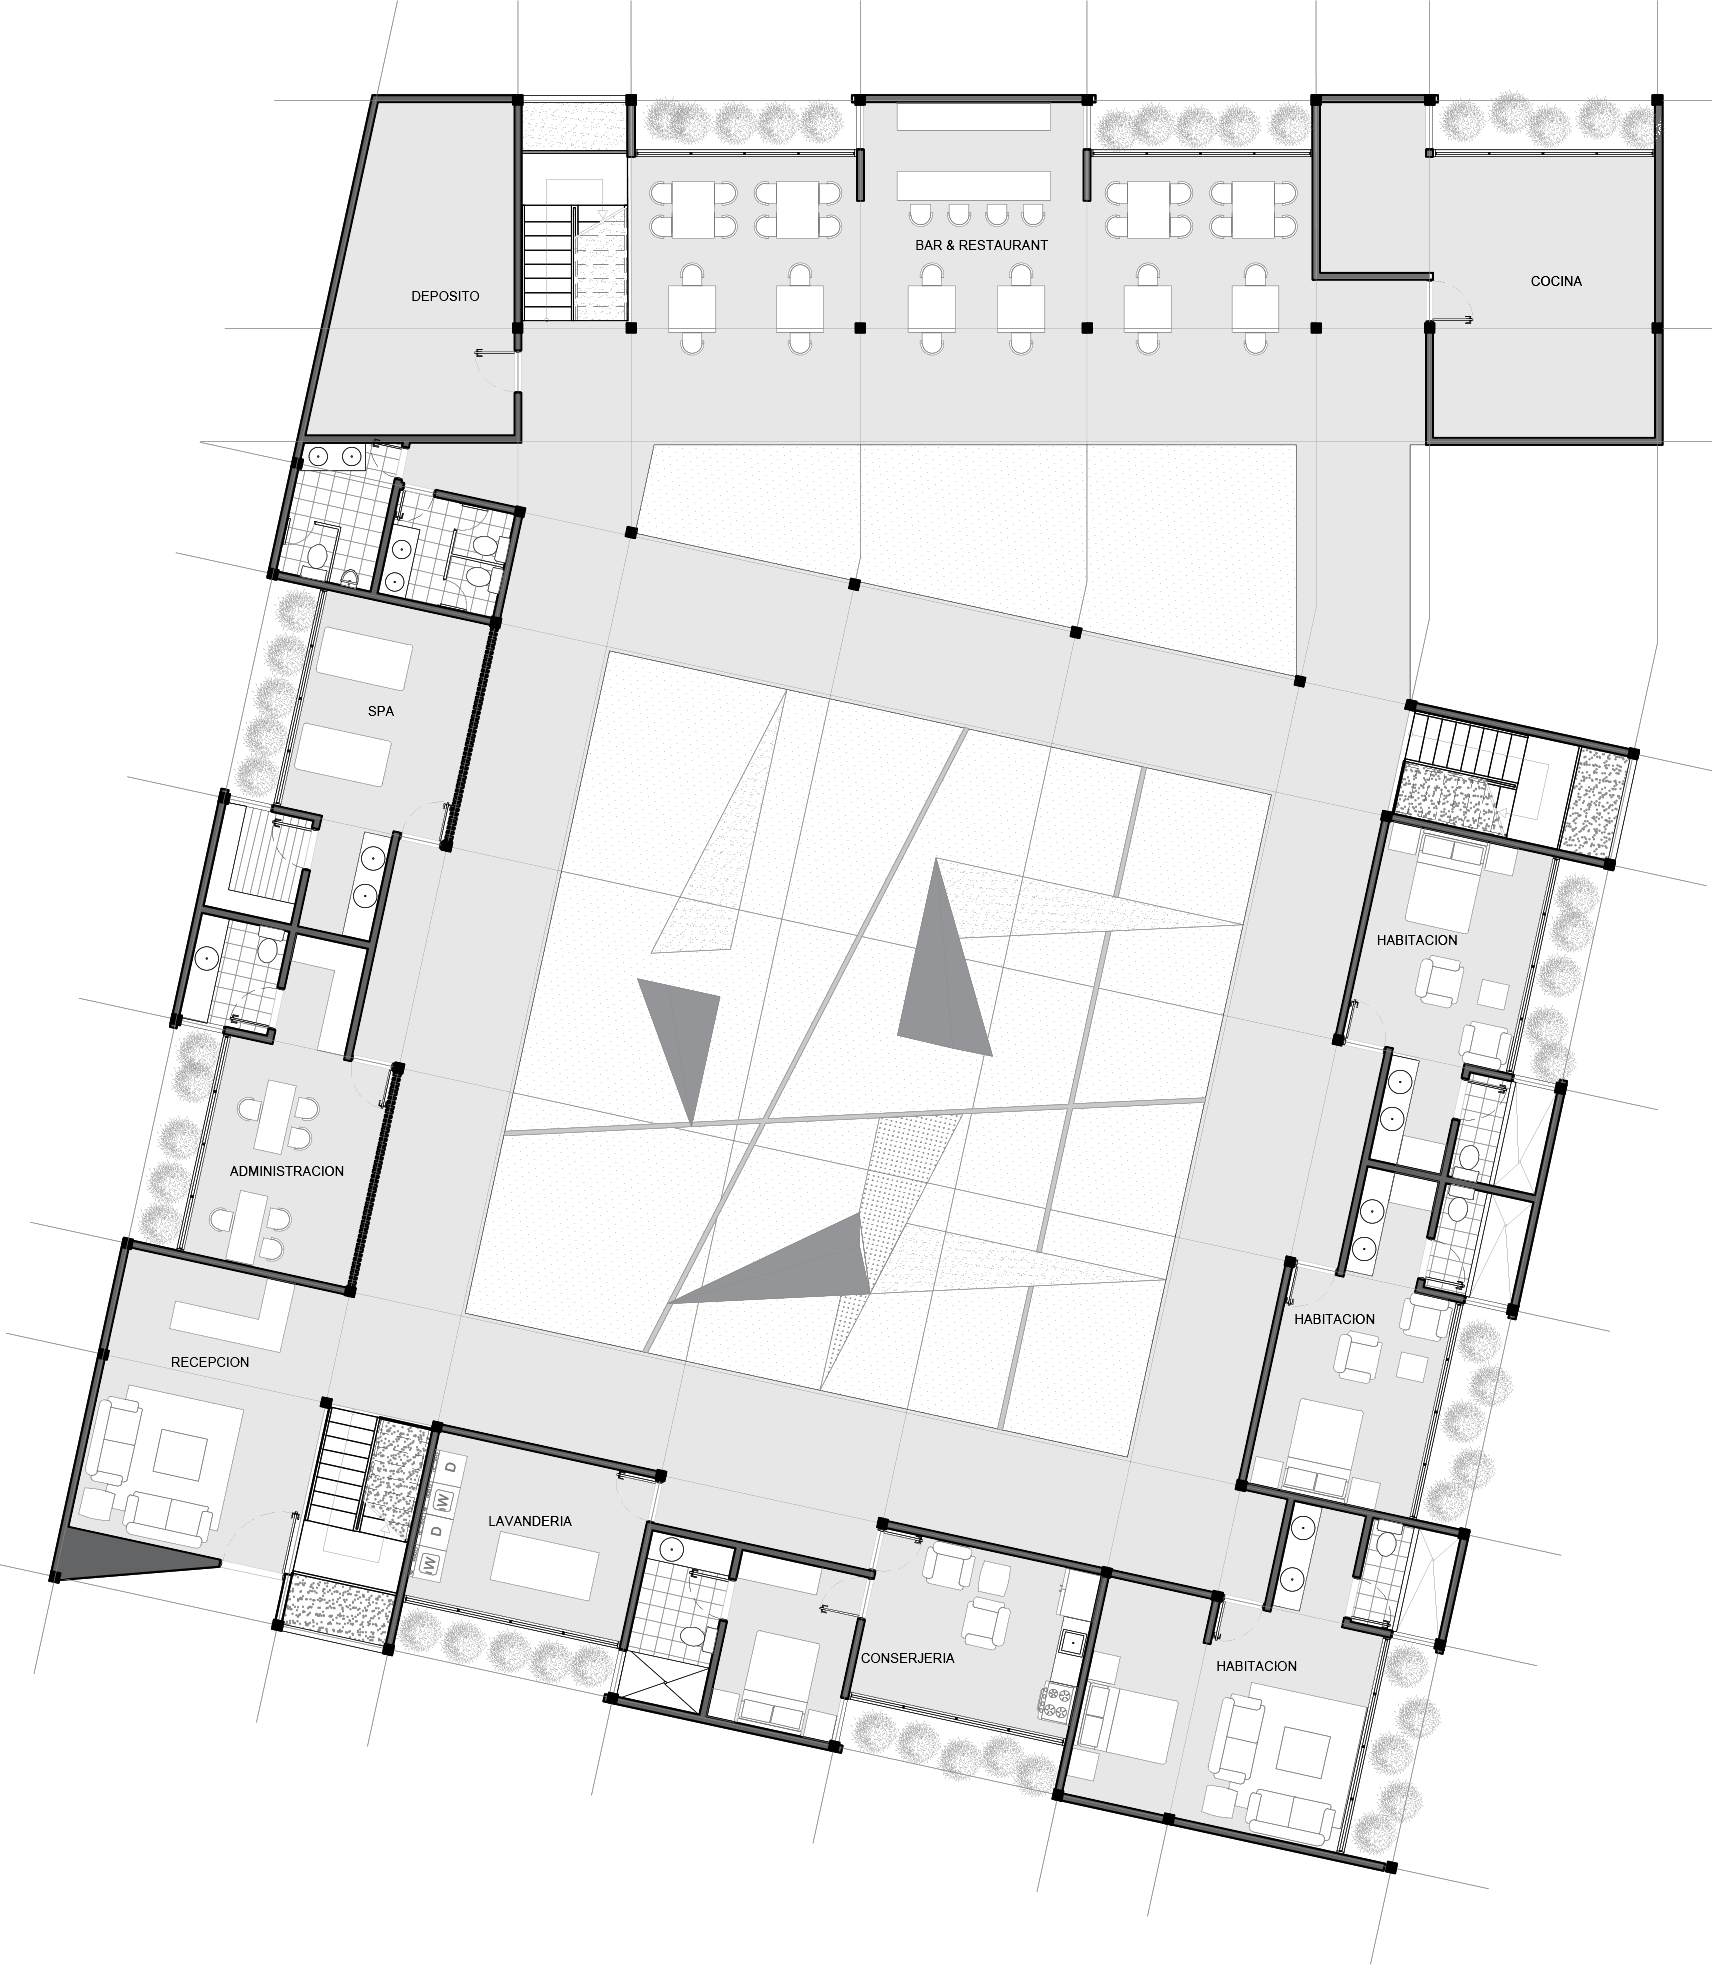 BAR & RESTAURANT
COCINA
DEPOSITO
SPA
HABITACION
ADMINISTRACION
HABITACION
RECEPCION
D
W
D
W
LAVANDERIA
CONSERJERIA
HABITACION